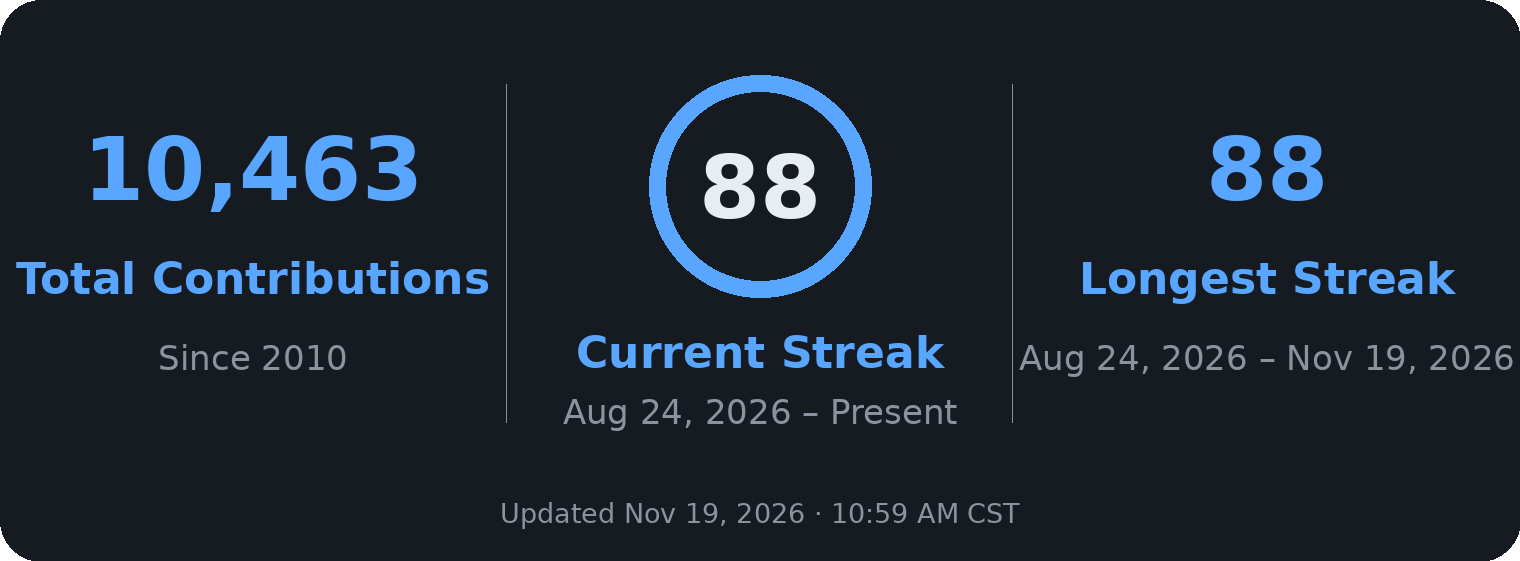 10,463
Total Contributions
Since 2010
88
Current Streak
Aug 24, 2026 – Present
88
Longest Streak
Aug 24, 2026 – Nov 19, 2026
Updated Nov 19, 2026 · 10:59 AM CST